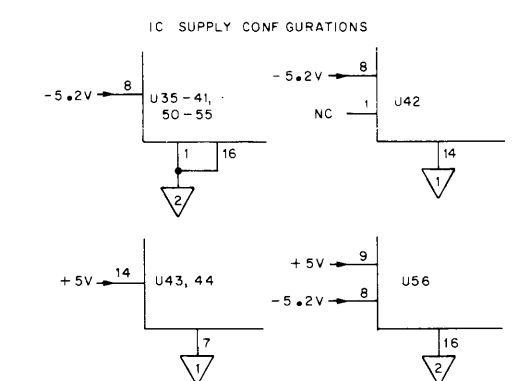 IC SUPPLY CONF GURATIONS
-5.2V 8
U35-41,
50-55
1 16
2
-5.2V 8
NC 1 U42
14
1
+5V 14 U43, 44
7
1
+5V 9
U56
-5.2V 8
16
2